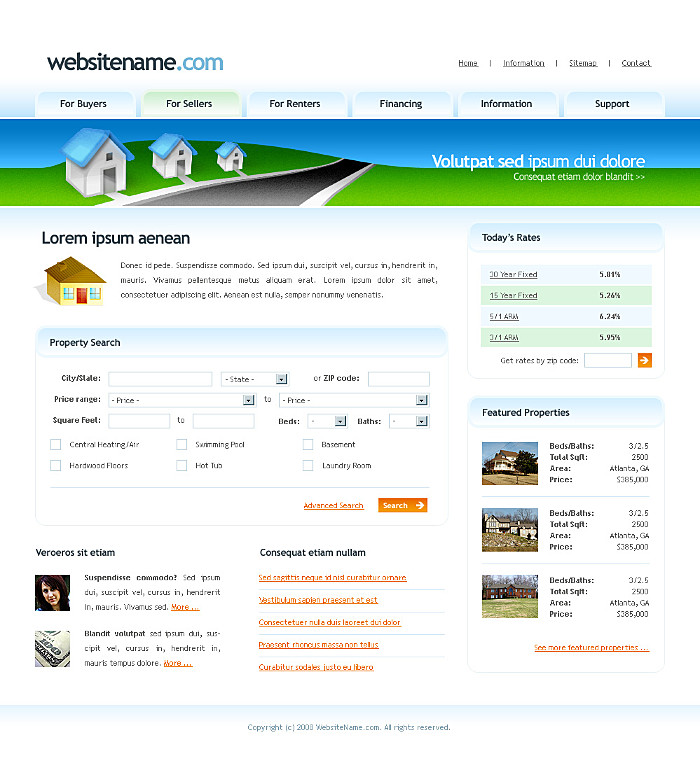 websitename.com
Home | Information | Sitemap | Contact
For Buyers For Sellers For Renters Financing Information Support
Volutpat sed ipsum dui dolore
Consequat etiam dolor blandit >>
Lorem ipsum aenean
Donec id pede. Suspendisse commodo. Sed ipsum dui, suscipit vel, cursus in, hendrerit in,
mauris. Vivamus pellentesque metus aliquam erat. Lorem ipsum dolor sit amet,
consectetuer adipiscing elit. Aenean est nulla, semper nonummy venenatis.
Property Search
City/State: - State - or ZIP code:
Price range: - Price - to - Price -
Square Feet: to Beds: - Baths: -
Central Heating/Air Swimming Pool Basement
Hardwood Floors Hot Tub Laundry Room
Advanced Search Search
Veroeros sit etiam
Suspendisse commodo? Sed ipsum
dui, suscipit vel, cursus in, hendrerit
in, mauris. Vivamus sed. More ...
Blandit volutpat sed ipsum dui, sus-
cipit vel, cursus in, hendrerit in,
mauris tempus dolore. More ...
Consequat etiam nullam
Sed sagittis neque id nisl curabitur ornare
Vestibulum sapien praesent et est
Consectetuer nulla duis laoreet dui dolor
Praesent rhoncus massa non tellus
Curabitur sodales justo eu libero
Today's Rates
30 Year Fixed 5.81%
15 Year Fixed 5.26%
5/1 ARM 6.24%
3/1 ARM 5.95%
Get rates by zip code:
Featured Properties
Beds/Baths: 3/2.5
Total Sqft: 2500
Area: Atlanta, GA
Price: $385,000
Beds/Baths: 3/2.5
Total Sqft: 2500
Area: Atlanta, GA
Price: $385,000
Beds/Baths: 3/2.5
Total Sqft: 2500
Area: Atlanta, GA
Price: $385,000
See more featured properties ...
Copyright (c) 2008 WebsiteName.com. All rights reserved.